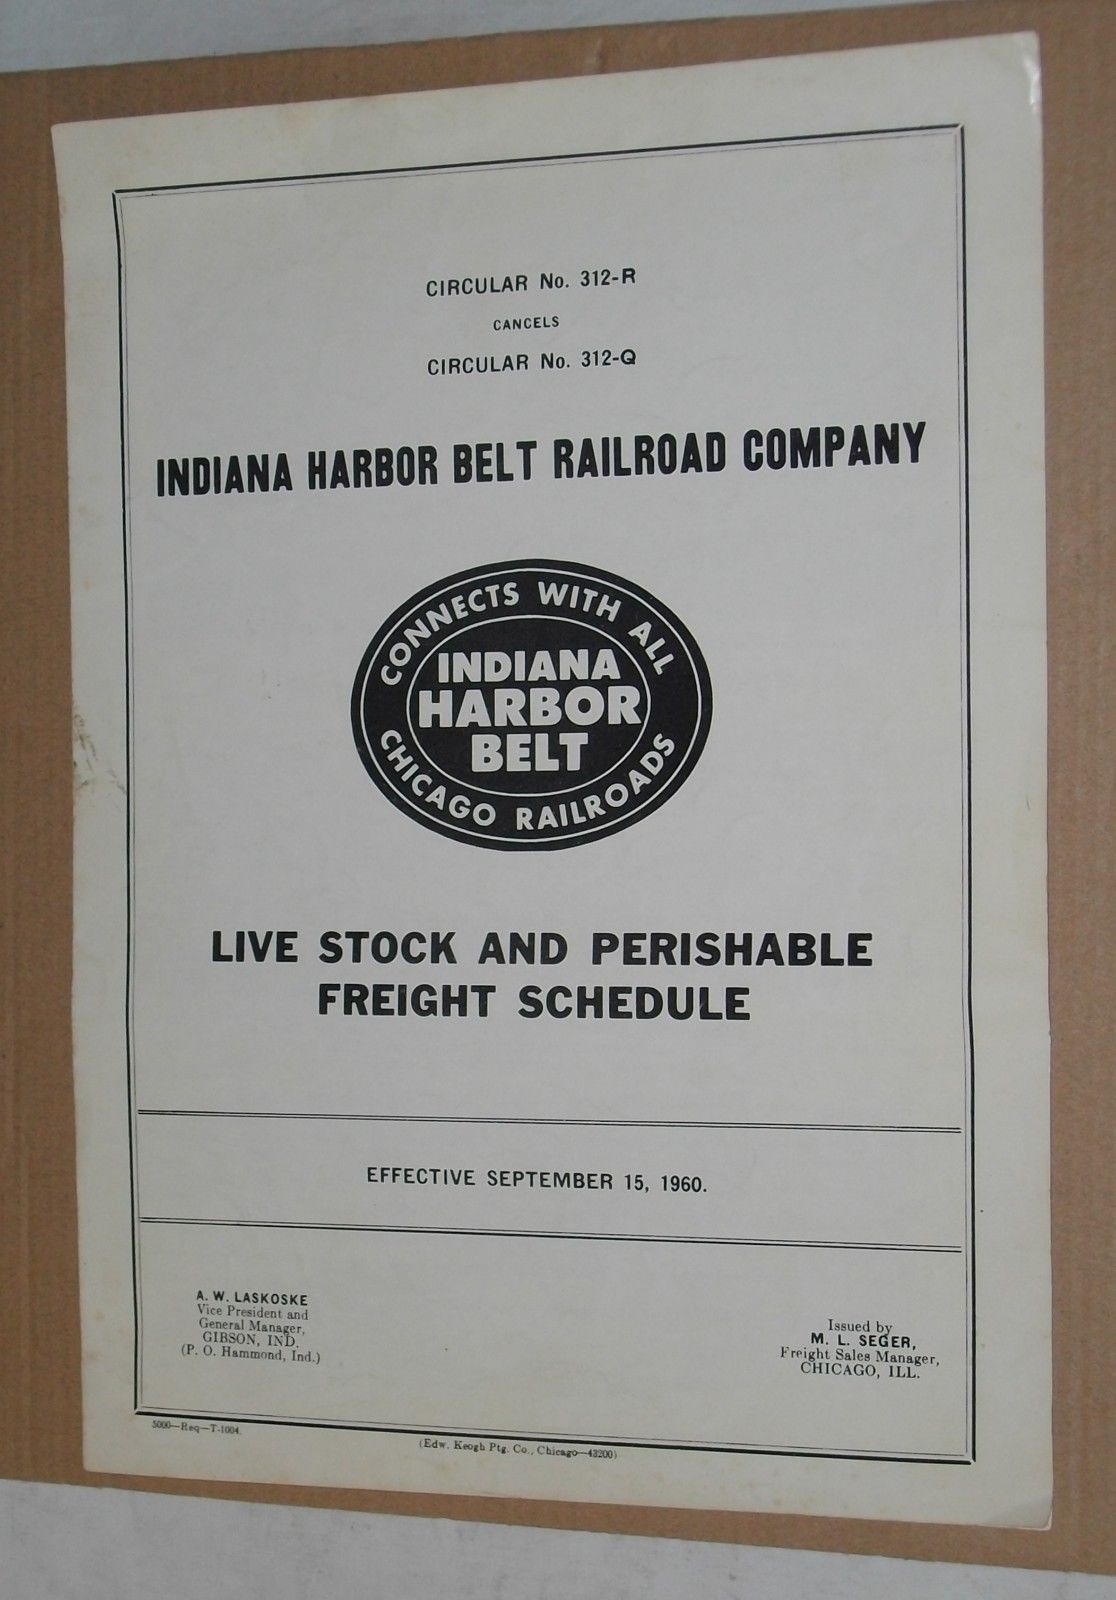 CIRCULAR No. 312-R
CANCELS
CIRCULAR No. 312-Q
INDIANA HARBOR BELT RAILROAD COMPANY
CONNECTS WITH ALL
INDIANA
HARBOR
BELT
CHICAGO RAILROADS
LIVE STOCK AND PERISHABLE
FREIGHT SCHEDULE
EFFECTIVE SEPTEMBER 15, 1960.
A. W. LASKOSKE
Vice President and
General Manager,
GIBSON, IND.
(P. O. Hammond, Ind.)
Issued by
M. L. SEGER,
Freight Sales Manager,
CHICAGO, ILL.
5000—Req—T-1004.
(Edw. Keogh Ptg. Co., Chicago—43200)